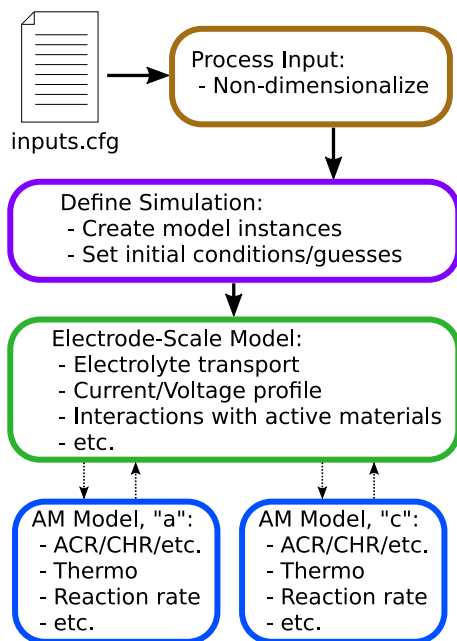 inputs.cfg
Process Input:
- Non-dimensionalize
Define Simulation:
- Create model instances
- Set initial conditions/guesses
Electrode-Scale Model:
- Electrolyte transport
- Current/Voltage profile
- Interactions with active materials
- etc.
AM Model, "a":
- ACR/CHR/etc.
- Thermo
- Reaction rate
- etc.
AM Model, "c":
- ACR/CHR/etc.
- Thermo
- Reaction rate
- etc.